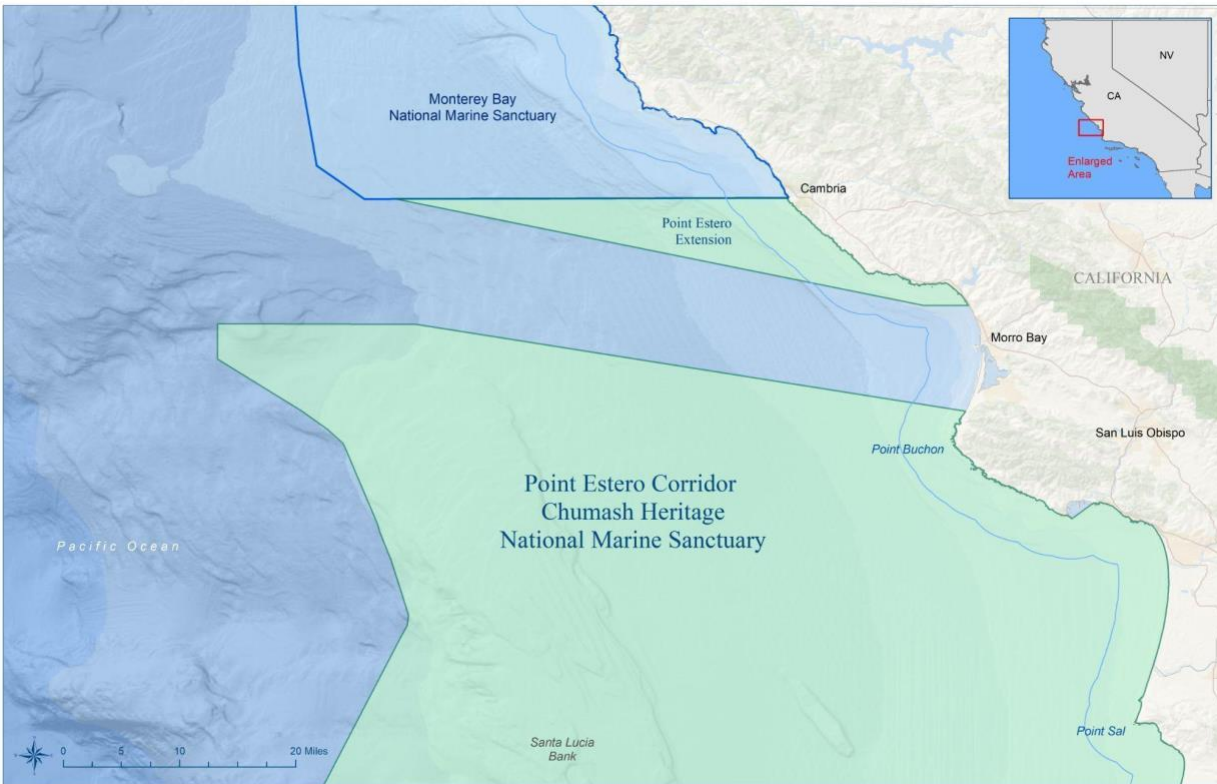 Monterey Bay
National Marine Sanctuary
NV
CA
Enlarged
Area
Cambria
Point Estero
Extension
CALIFORNIA
Morro Bay
San Luis Obispo
Point Buchon
Point Estero Corridor
Chumash Heritage
National Marine Sanctuary
Pacific Ocean
Point Sal
Santa Lucia
Bank
0 5 10 20 Miles